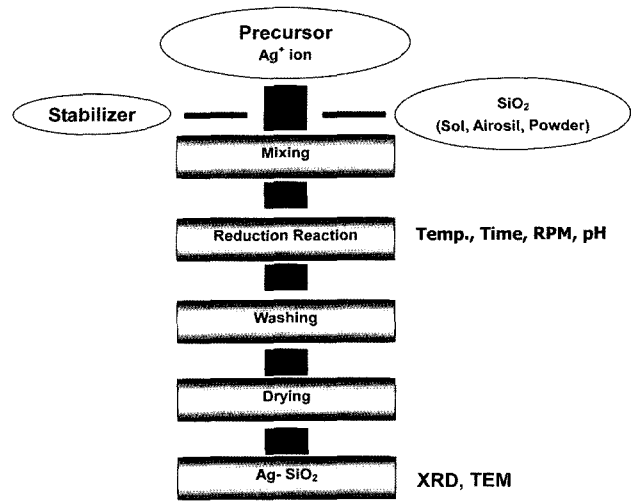 Precursor
Ag⁺ ion
Stabilizer
SiO₂
(Sol, Airosil, Powder)
Mixing
Reduction Reaction
Temp., Time, RPM, pH
Washing
Drying
Ag- SiO₂
XRD, TEM